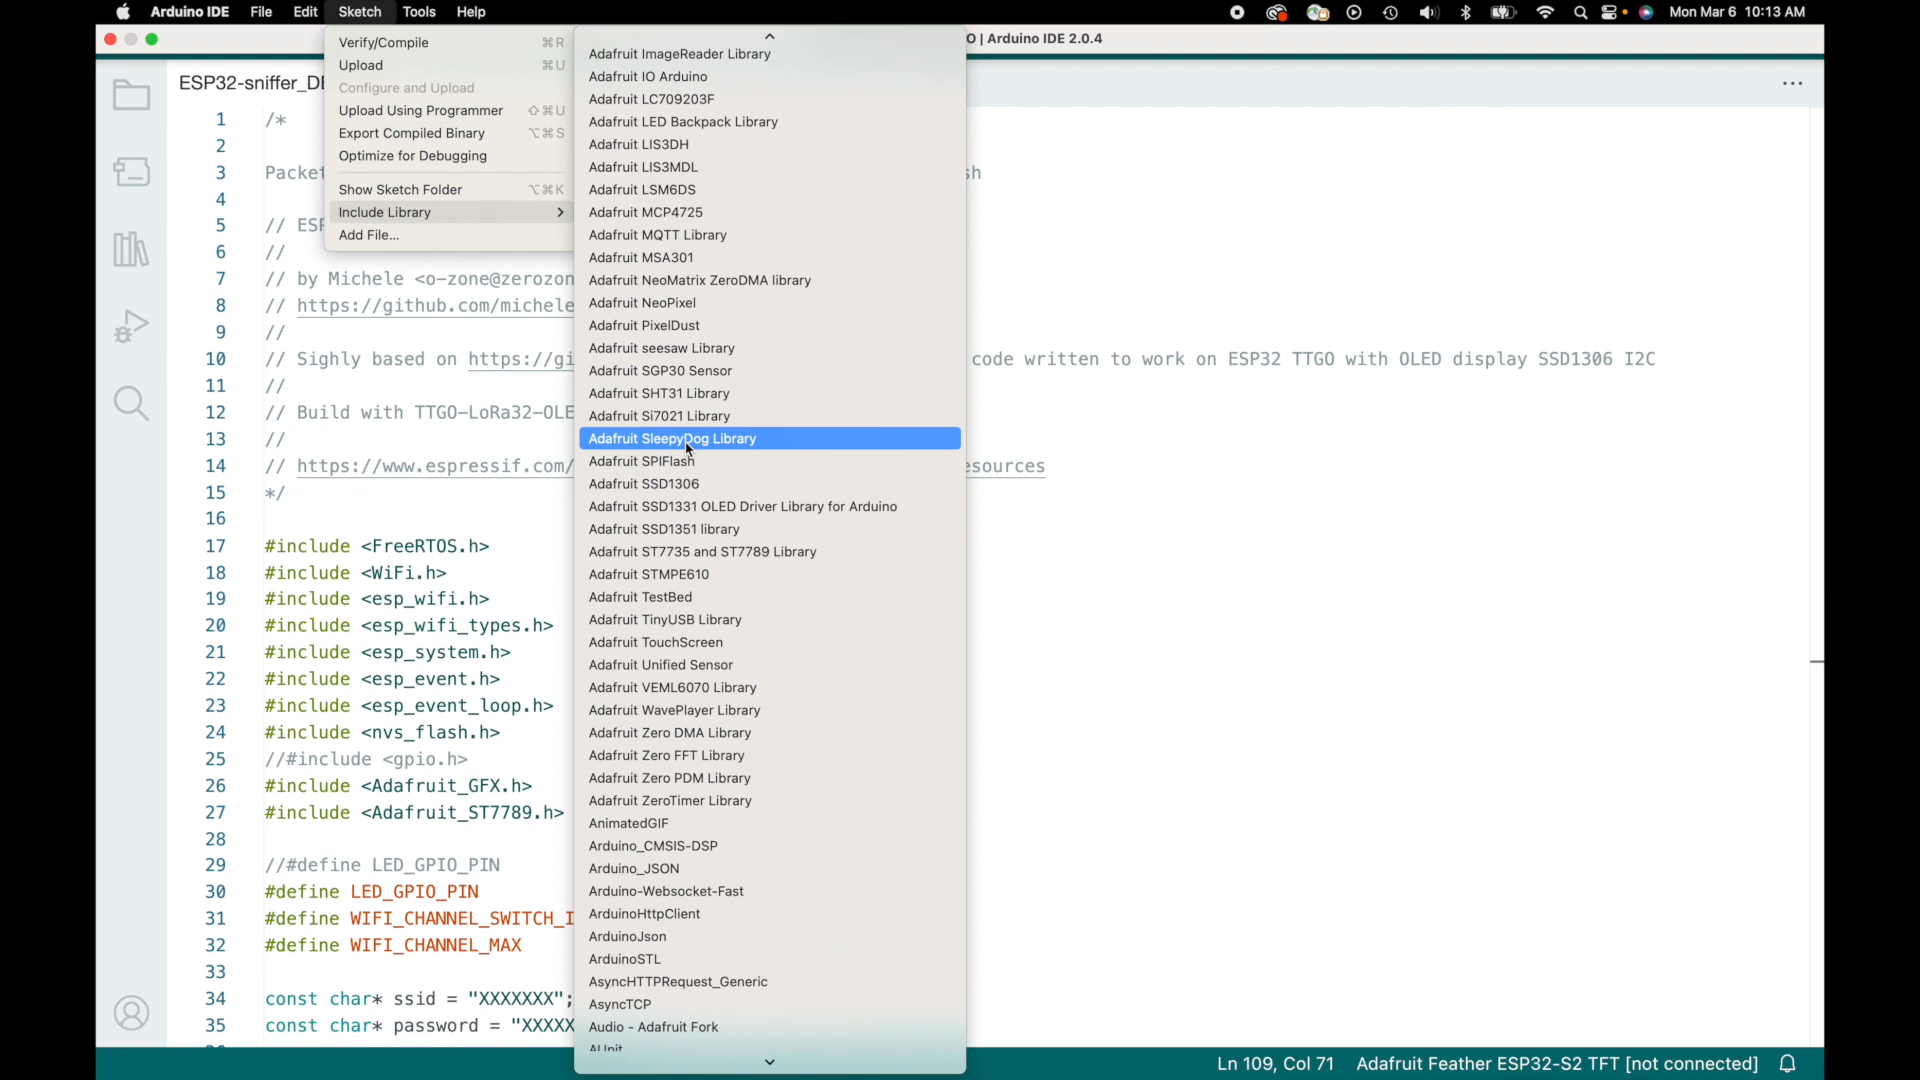 Arduino IDE File Edit Sketch Tools Help
Mon Mar 6 10:13 AM
O | Arduino IDE 2.0.4
Verify/Compile ⌘R
Upload ⌘U
Configure and Upload
Upload Using Programmer ⇧⌘U
Export Compiled Binary ⌥⌘S
Optimize for Debugging
Show Sketch Folder ⌥⌘K
Include Library >
Add File...
Adafruit ImageReader Library
Adafruit IO Arduino
Adafruit LC709203F
Adafruit LED Backpack Library
Adafruit LIS3DH
Adafruit LIS3MDL
Adafruit LSM6DS
Adafruit MCP4725
Adafruit MQTT Library
Adafruit MSA301
Adafruit NeoMatrix ZeroDMA library
Adafruit NeoPixel
Adafruit PixelDust
Adafruit seesaw Library
Adafruit SGP30 Sensor
Adafruit SHT31 Library
Adafruit Si7021 Library
Adafruit SleepyDog Library
Adafruit SPIFlash
Adafruit SSD1306
Adafruit SSD1331 OLED Driver Library for Arduino
Adafruit SSD1351 library
Adafruit ST7735 and ST7789 Library
Adafruit STMPE610
Adafruit TestBed
Adafruit TinyUSB Library
Adafruit TouchScreen
Adafruit Unified Sensor
Adafruit VEML6070 Library
Adafruit WavePlayer Library
Adafruit Zero DMA Library
Adafruit Zero FFT Library
Adafruit Zero PDM Library
Adafruit ZeroTimer Library
AnimatedGIF
Arduino_CMSIS-DSP
Arduino_JSON
Arduino-Websocket-Fast
ArduinoHttpClient
ArduinoJson
ArduinoSTL
AsyncHTTPRequest_Generic
AsyncTCP
Audio - Adafruit Fork
AUnit
ESP32-sniffer_D
1 /*
2
3 Packet sh
4
5 // ESP
6 //
7 // by Michele <o-zone@zerozon
8 // https://github.com/michele
9 //
10 // Sighly based on https://gi code written to work on ESP32 TTGO with OLED display SSD1306 I2C
11 //
12 // Build with TTGO-LoRa32-OLE
13 //
14 // https://www.espressif.com/ esources
15 */
16
17 #include <FreeRTOS.h>
18 #include <WiFi.h>
19 #include <esp_wifi.h>
20 #include <esp_wifi_types.h>
21 #include <esp_system.h>
22 #include <esp_event.h>
23 #include <esp_event_loop.h>
24 #include <nvs_flash.h>
25 //#include <gpio.h>
26 #include <Adafruit_GFX.h>
27 #include <Adafruit_ST7789.h>
28
29 //#define LED_GPIO_PIN
30 #define LED_GPIO_PIN
31 #define WIFI_CHANNEL_SWITCH_I
32 #define WIFI_CHANNEL_MAX
33
34 const char* ssid = "XXXXXXX";
35 const char* password = "XXXXX
Ln 109, Col 71 Adafruit Feather ESP32-S2 TFT [not connected]